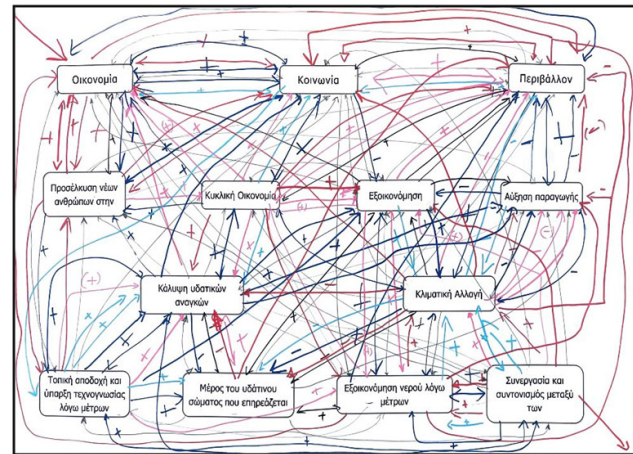 Οικονομία
Κοινωνία
Περιβάλλον
Προσέλκυση νέων
ανθρώπων στην
Κυκλική Οικονομία
Εξοικονόμηση
Αύξηση παραγωγής
Κάλυψη υδατικών
αναγκών
Κλιματική Αλλαγή
Τοπική αποδοχή και
ύπαρξη τεχνογνωσίας
λόγω μέτρων
Μέρος του υδάτινου
σώματος που επηρεάζεται
Εξοικονόμηση νερού λόγω
μέτρων
Συνεργασία και
συντονισμός μεταξύ
των